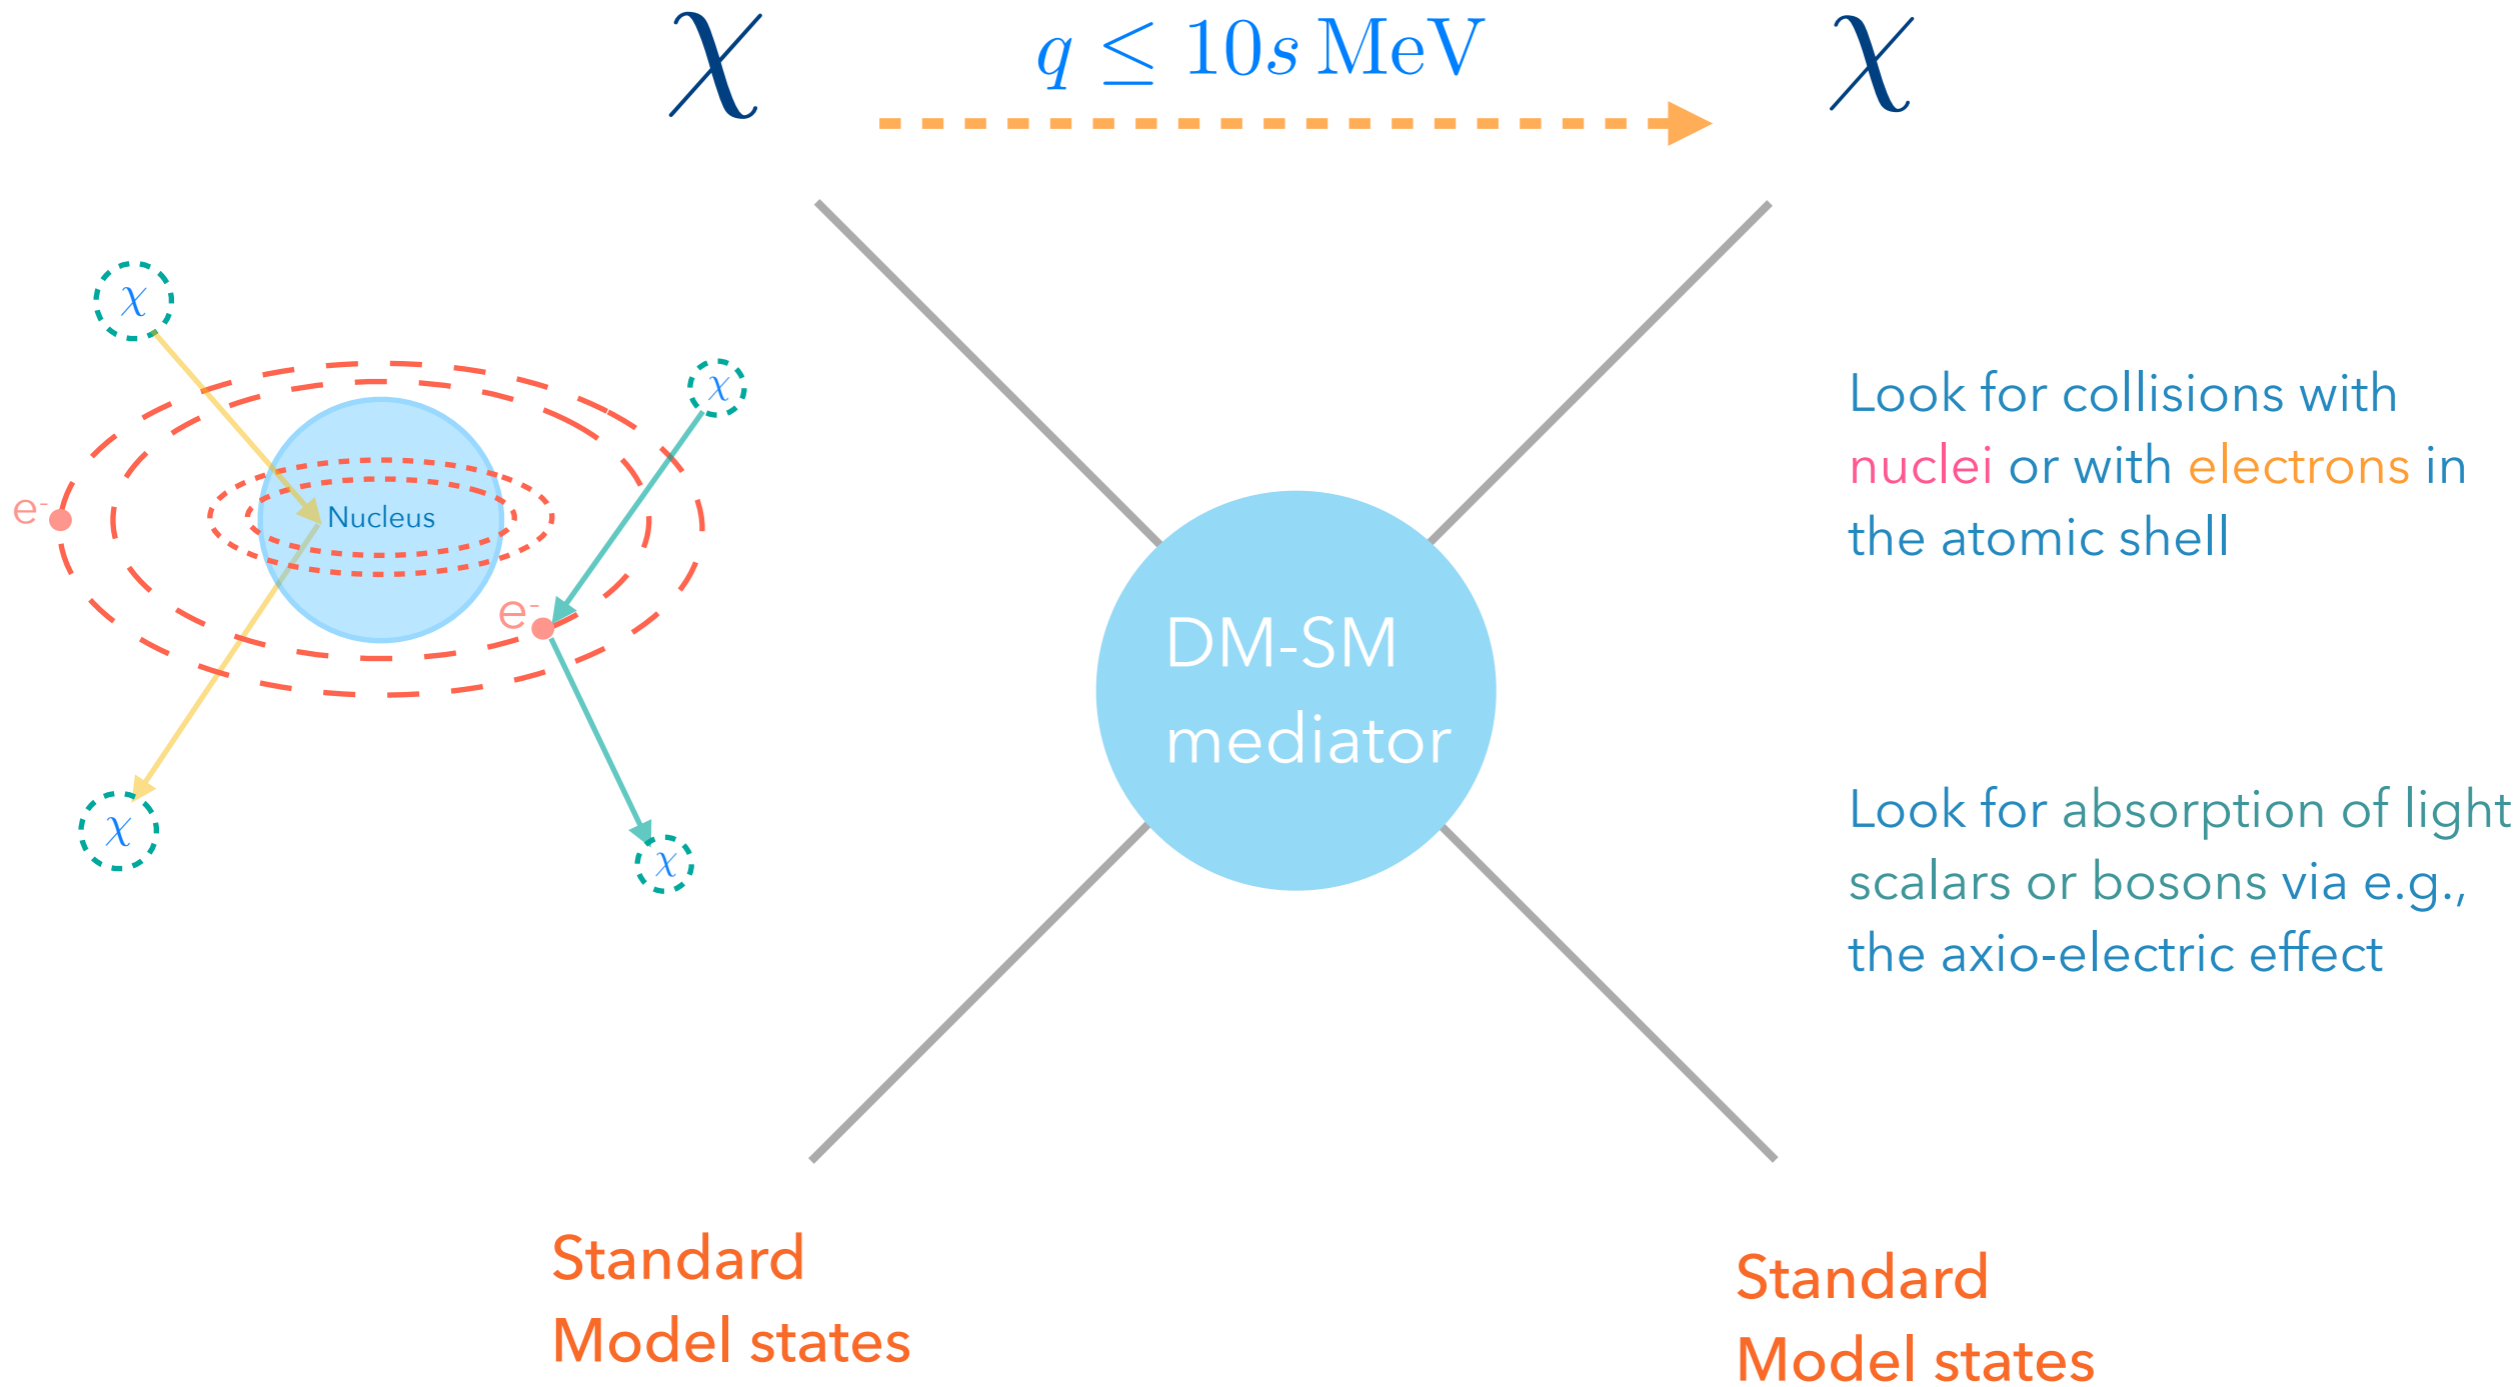 χ
q ≤ 10s MeV
χ
χ
χ
Nucleus
e-
e-
χ
χ
DM-SM
mediator
Look for collisions with
nuclei or with electrons in
the atomic shell
Look for absorption of light
scalars or bosons via e.g.,
the axio-electric effect
Standard
Model states
Standard
Model states